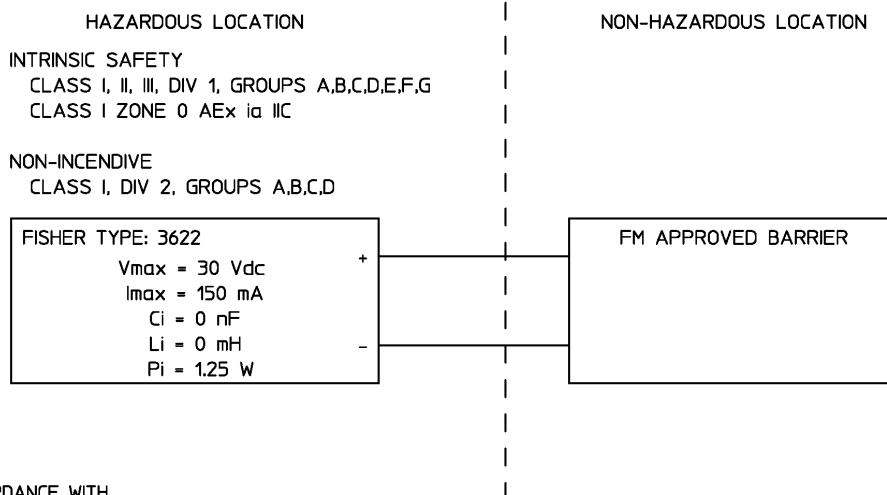 HAZARDOUS LOCATION
NON-HAZARDOUS LOCATION
INTRINSIC SAFETY
CLASS I, II, III, DIV 1, GROUPS A,B,C,D,E,F,G
CLASS I ZONE 0 AEx ia IIC
NON-INCENDIVE
CLASS I, DIV 2, GROUPS A,B,C,D
FISHER TYPE: 3622
Vmax = 30 Vdc
Imax = 150 mA
Ci = 0 nF
Li = 0 mH
Pi = 1.25 W
+
–
FM APPROVED BARRIER
WITH